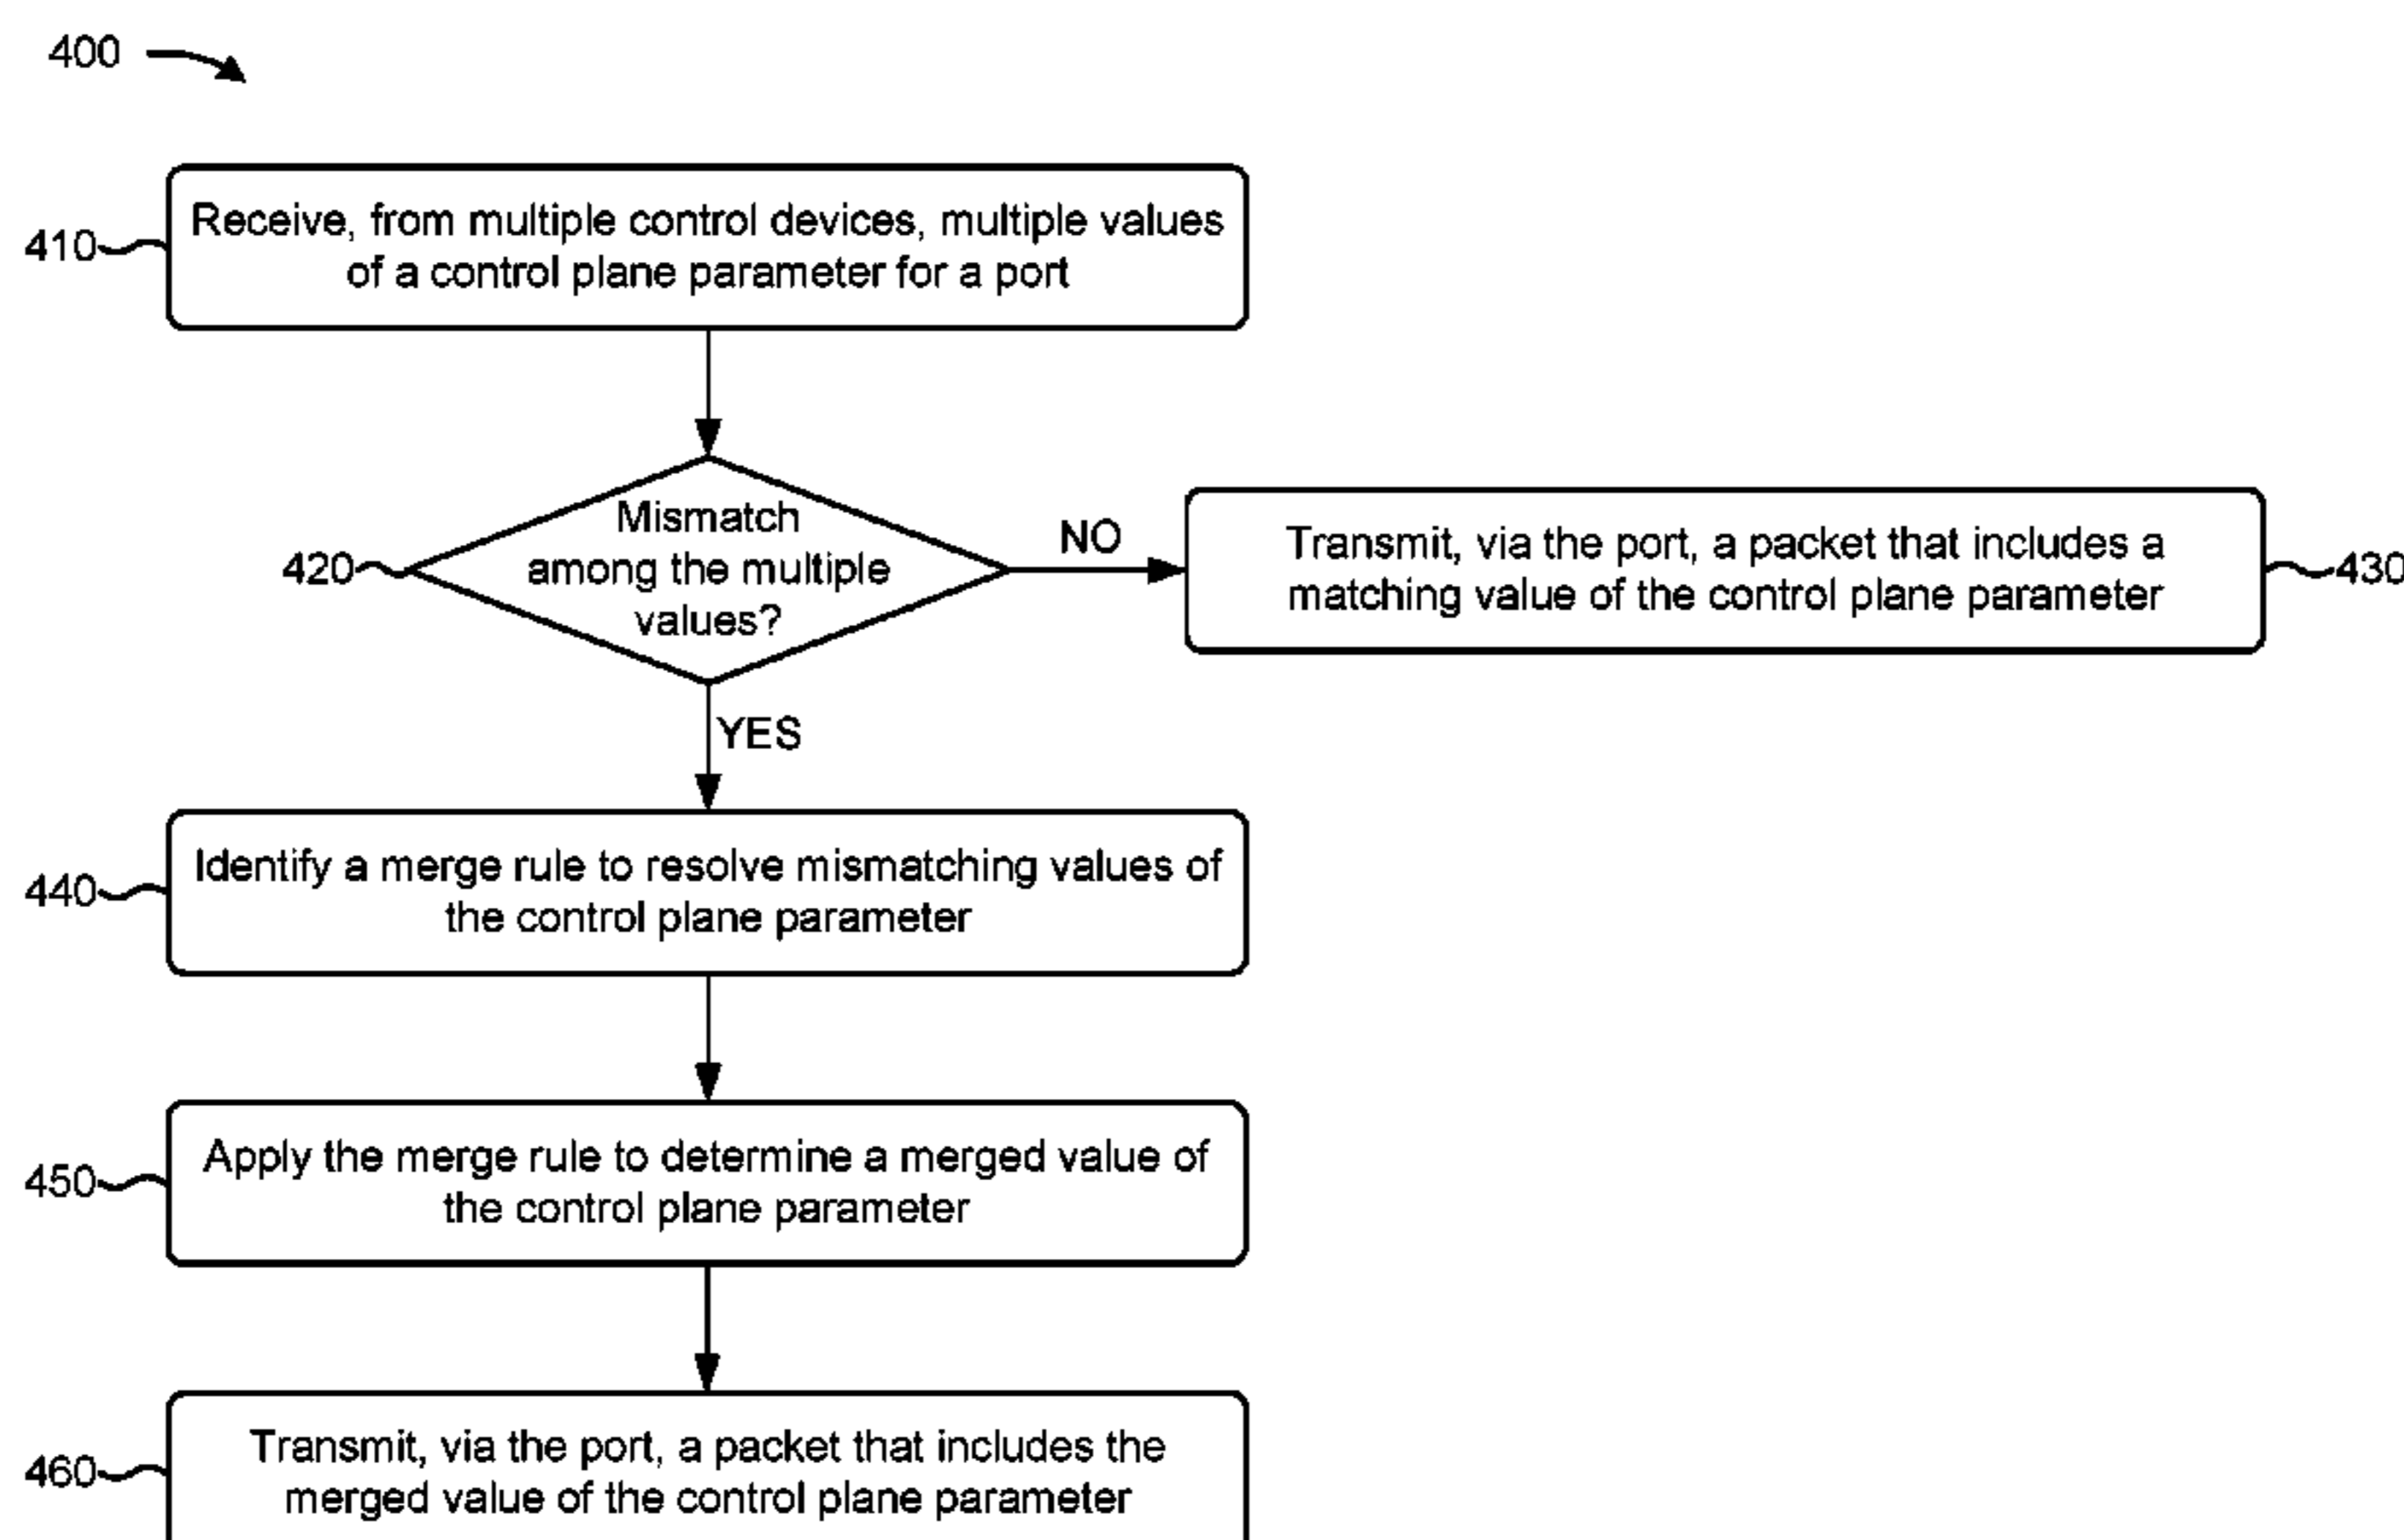 400
410
Receive, from multiple control devices, multiple values
of a control plane parameter for a port
420
Mismatch
among the multiple
values?
NO
Transmit, via the port, a packet that includes a
matching value of the control plane parameter
430
YES
440
Identify a merge rule to resolve mismatching values of
the control plane parameter
450
Apply the merge rule to determine a merged value of
the control plane parameter
460
Transmit, via the port, a packet that includes the
merged value of the control plane parameter